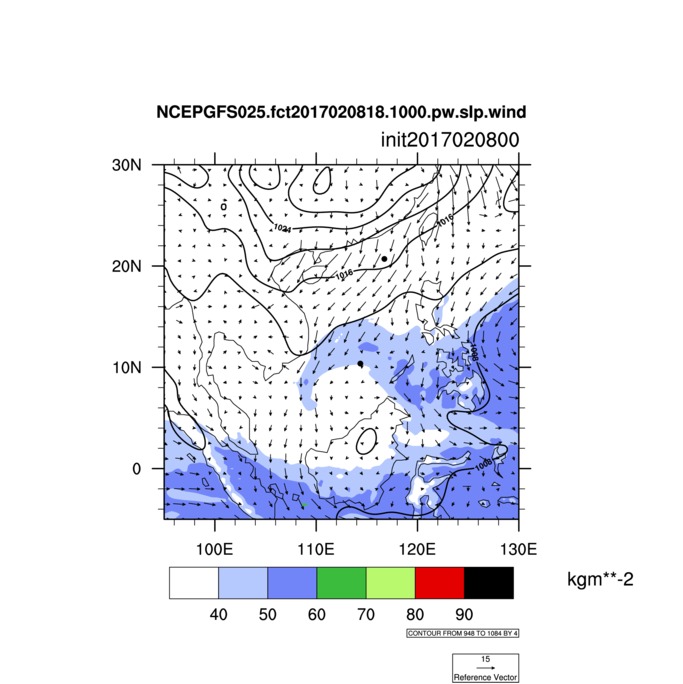 NCEPGFS025.fct2017020818.1000.pw.slp.wind
init2017020800
30N
20N
10N
0
100E 110E 120E 130E
1024
1016
1016
1008
1008
40 50 60 70 80 90
kgm**-2
CONTOUR FROM 948 TO 1084 BY 4
15
Reference Vector